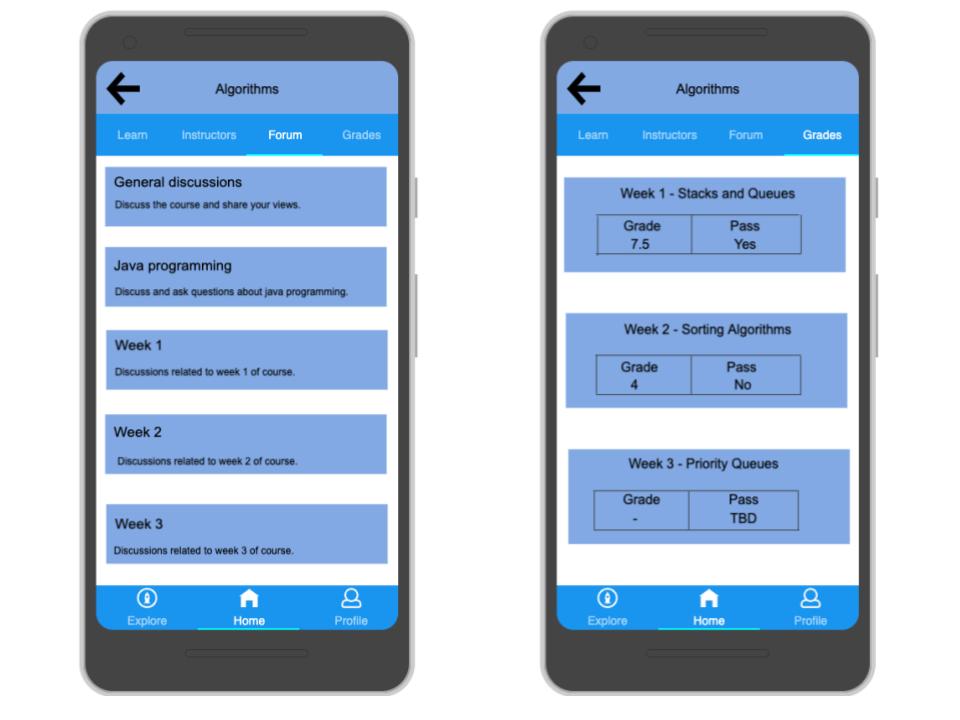 Algorithms
Learn Instructors Forum Grades
General discussions
Discuss the course and share your views.
Java programming
Discuss and ask questions about java programming.
Week 1
Discussions related to week 1 of course.
Week 2
Discussions related to week 2 of course.
Week 3
Discussions related to week 3 of course.
Explore Home Profile
Algorithms
Learn Instructors Forum Grades
Week 1 - Stacks and Queues
Grade Pass
7.5 Yes
Week 2 - Sorting Algorithms
Grade Pass
4 No
Week 3 - Priority Queues
Grade Pass
- TBD
Explore Home Profile